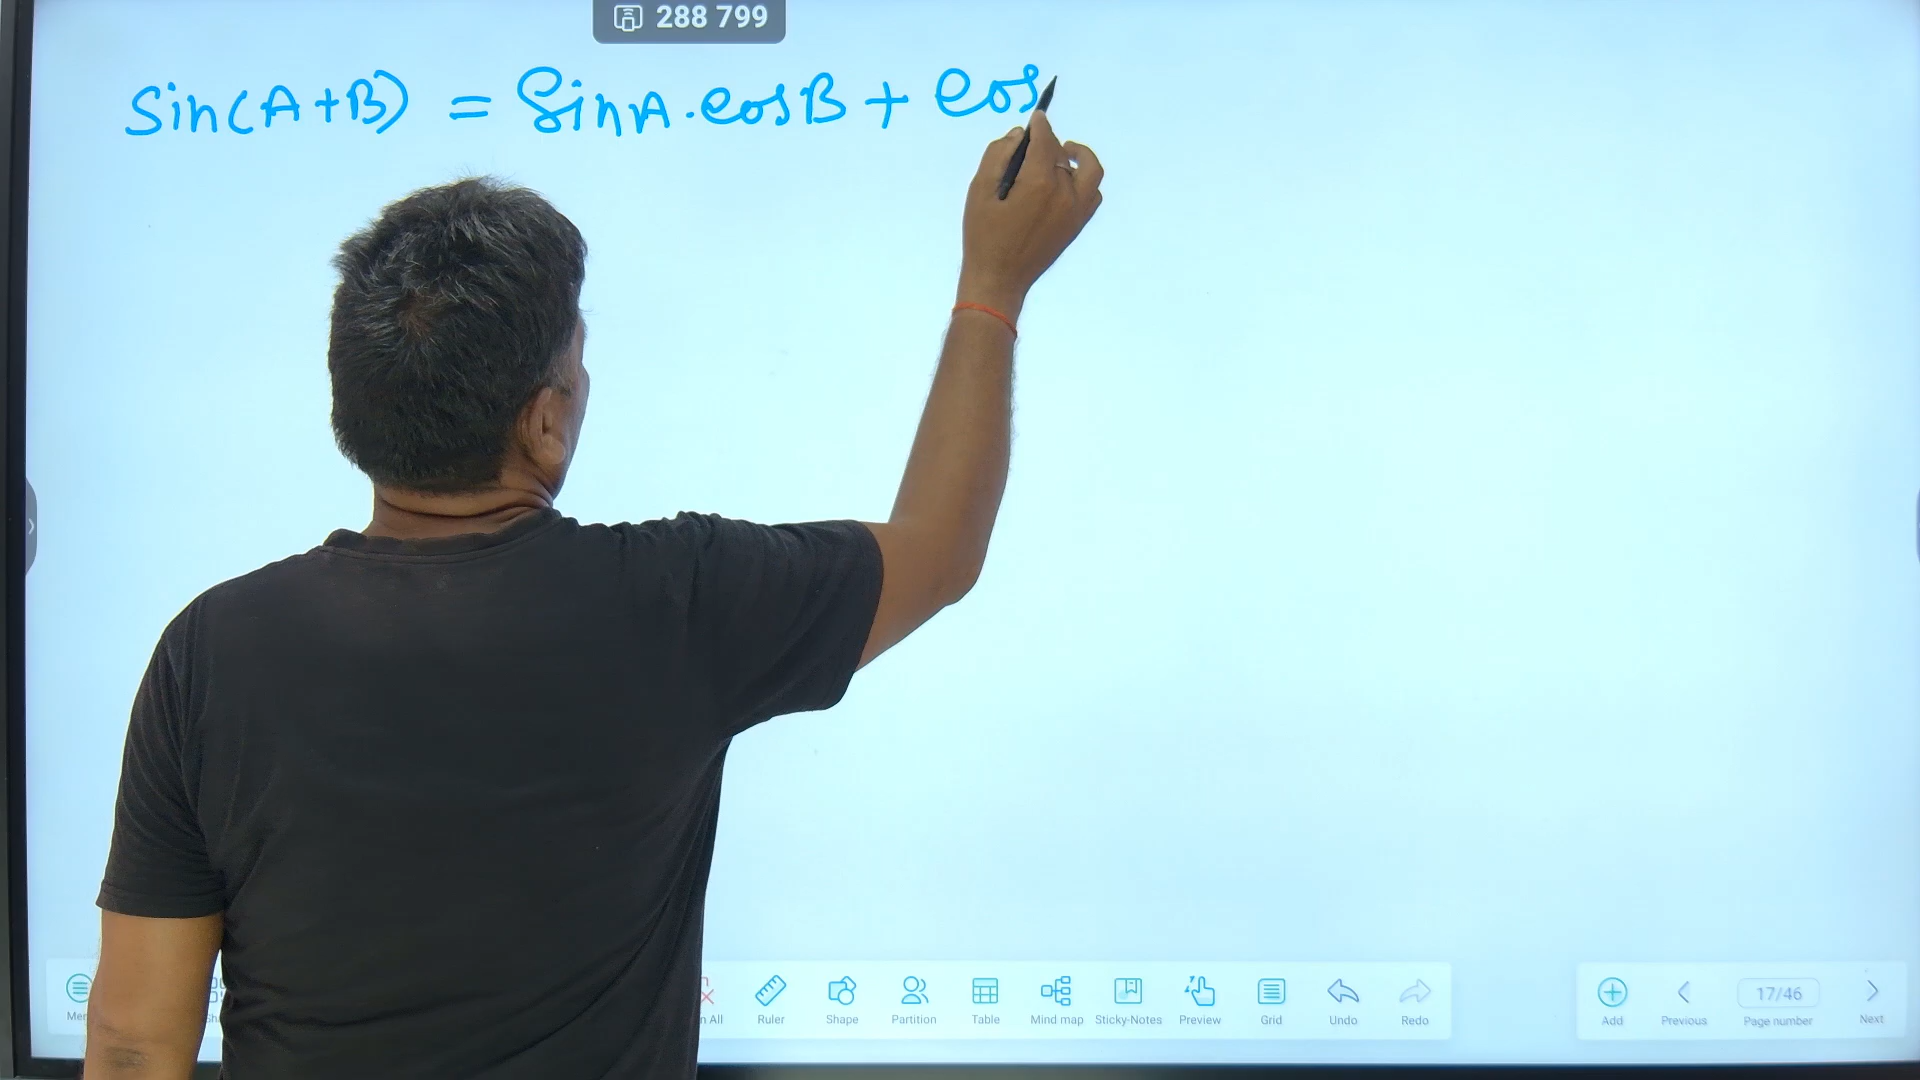 288 799
Sin(A+B) = SinA.cosB + cos
Ruler
Shape
Partition
Table
Mind map
Sticky-Notes
Preview
Grid
Undo
Redo
Add
Previous
17/46
Page number
Next